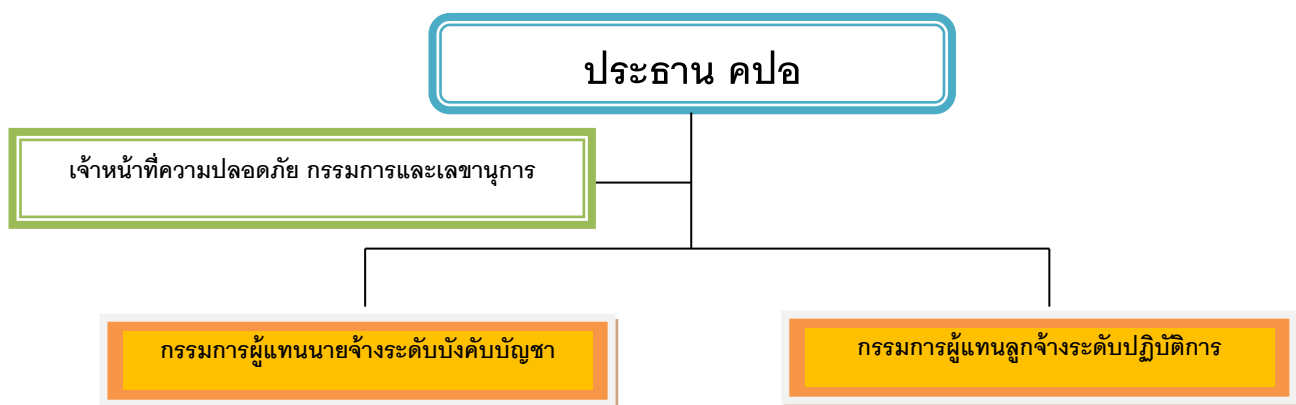 ประธาน คปอ
เจ้าหน้าที่ความปลอดภัย กรรมการและเลขานุการ
กรรมการผู้แทนนายจ้างระดับบังคับบัญชา
กรรมการผู้แทนลูกจ้างระดับปฏิบัติการ